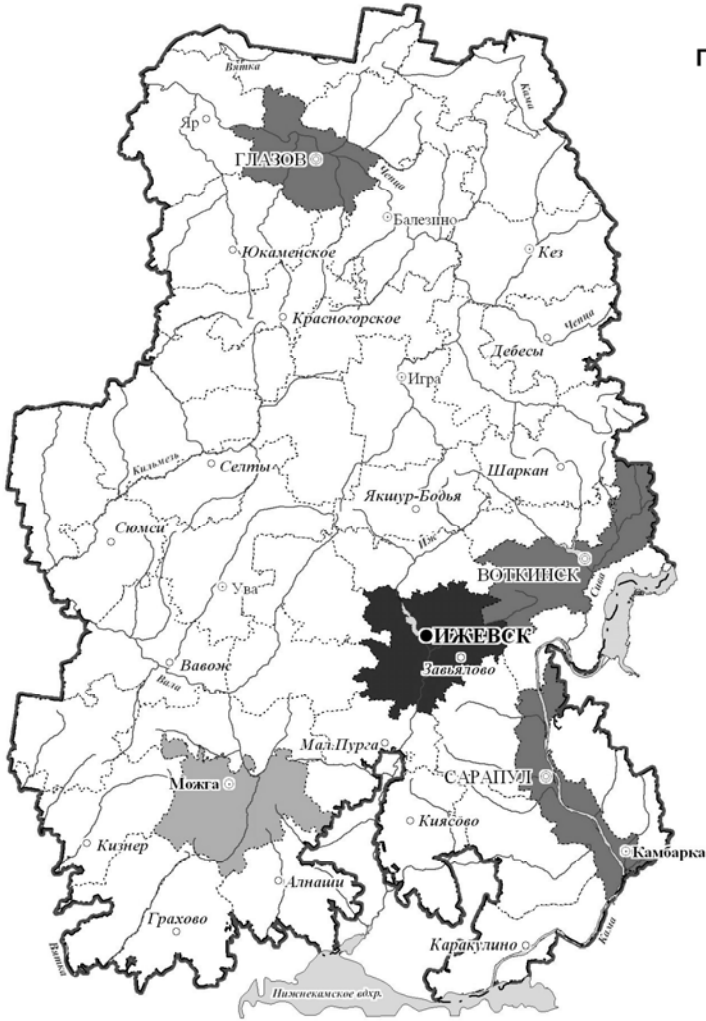 П
Вятка
Кама
Яр
ГЛАЗОВ
Чепца
Балезино
Юкаменское
Кез
Красногорское
Чепца
Дебесы
Игра
Кильмезь
Селты
Шаркан
Якшур-Бодья
Сюмси
Иж
ВОТКИНСК
Ува
Сива
ИЖЕВСК
Завьялово
Вавож
Вала
Мал.Пурга
Можга
САРАПУЛ
Киясово
Кизнер
Камбарка
Алнаши
Грахово
Кама
Каракулино
Вятка
Нижнекамское вдхр.